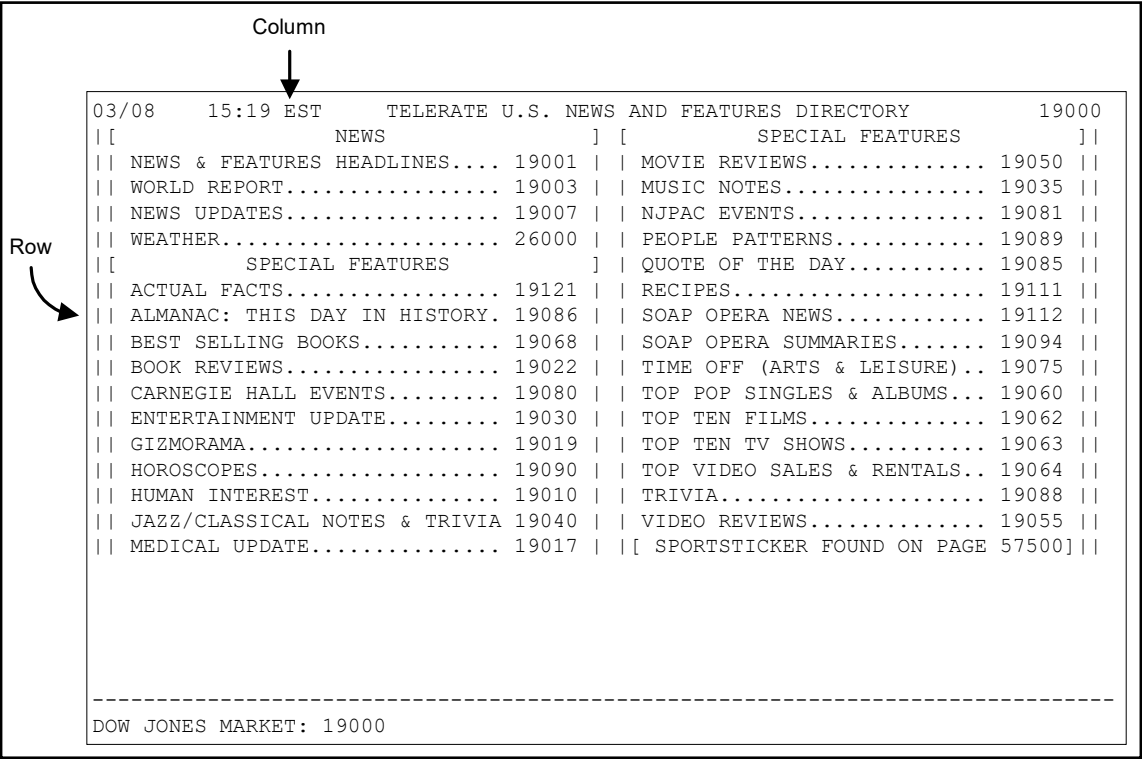 Column
03/08    15:19 EST     TELERATE U.S. NEWS AND FEATURES DIRECTORY          19000
|[                 NEWS                ] [          SPECIAL FEATURES         ]|
|| NEWS & FEATURES HEADLINES.... 19001 | | MOVIE REVIEWS.............. 19050 ||
|| WORLD REPORT................. 19003 | | MUSIC NOTES................ 19035 ||
|| NEWS UPDATES................. 19007 | | NJPAC EVENTS............... 19081 ||
Row
|| WEATHER...................... 26000 | | PEOPLE PATTERNS............ 19089 ||
|[          SPECIAL FEATURES           ] | QUOTE OF THE DAY........... 19085 ||
|| ACTUAL FACTS................. 19121 | | RECIPES.................... 19111 ||
|| ALMANAC: THIS DAY IN HISTORY. 19086 | | SOAP OPERA NEWS............ 19112 ||
|| BEST SELLING BOOKS........... 19068 | | SOAP OPERA SUMMARIES....... 19094 ||
|| BOOK REVIEWS................. 19022 | | TIME OFF (ARTS & LEISURE).. 19075 ||
|| CARNEGIE HALL EVENTS......... 19080 | | TOP POP SINGLES & ALBUMS... 19060 ||
|| ENTERTAINMENT UPDATE......... 19030 | | TOP TEN FILMS.............. 19062 ||
|| GIZMORAMA.................... 19019 | | TOP TEN TV SHOWS........... 19063 ||
|| HOROSCOPES................... 19090 | | TOP VIDEO SALES & RENTALS.. 19064 ||
|| HUMAN INTEREST............... 19010 | | TRIVIA..................... 19088 ||
|| JAZZ/CLASSICAL NOTES & TRIVIA 19040 | | VIDEO REVIEWS.............. 19055 ||
|| MEDICAL UPDATE............... 19017 | |[ SPORTSTICKER FOUND ON PAGE 57500]||
--------------------------------------------------------------------------------
DOW JONES MARKET: 19000